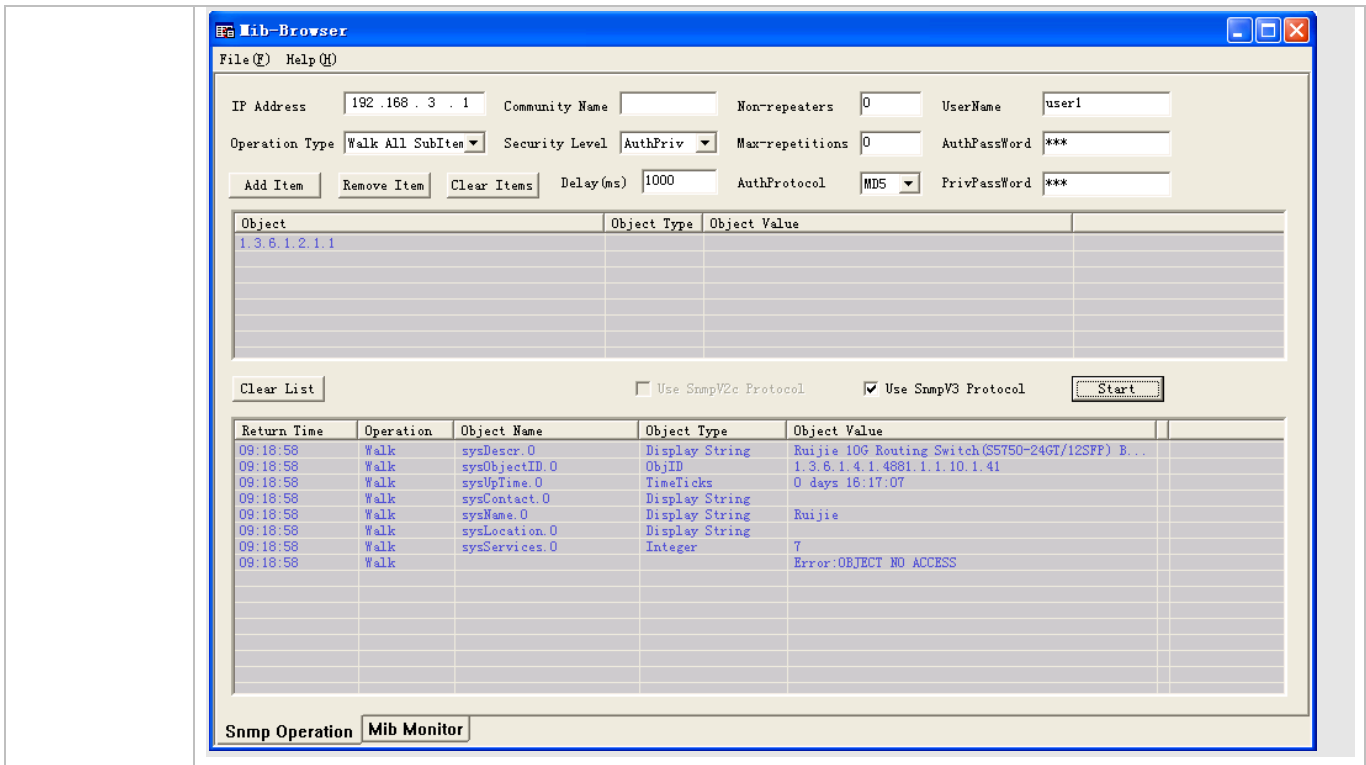 Mib-Browser
File(F) Help(H)
IP Address 192 .168 . 3 . 1 Community Name Non-repeaters 0 UserName user1
Operation Type Walk All SubItem Security Level AuthPriv Max-repetitions 0 AuthPassWord ***
Add Item Remove Item Clear Items Delay(ms) 1000 AuthProtocol MD5 PrivPassWord ***
Object Object Type Object Value
1.3.6.1.2.1.1
Clear List Use SnmpV2c Protocol Use SnmpV3 Protocol Start
Return Time Operation Object Name Object Type Object Value
09:18:58 Walk sysDescr.0 Display String Ruijie 10G Routing Switch(S5750-24GT/12SFP) B...
09:18:58 Walk sysObjectID.0 ObjID 1.3.6.1.4.1.4881.1.1.10.1.41
09:18:58 Walk sysUpTime.0 TimeTicks 0 days 16:17:07
09:18:58 Walk sysContact.0 Display String
09:18:58 Walk sysName.0 Display String Ruijie
09:18:58 Walk sysLocation.0 Display String
09:18:58 Walk sysServices.0 Integer 7
09:18:58 Walk Error:OBJECT NO ACCESS
Snmp Operation Mib Monitor